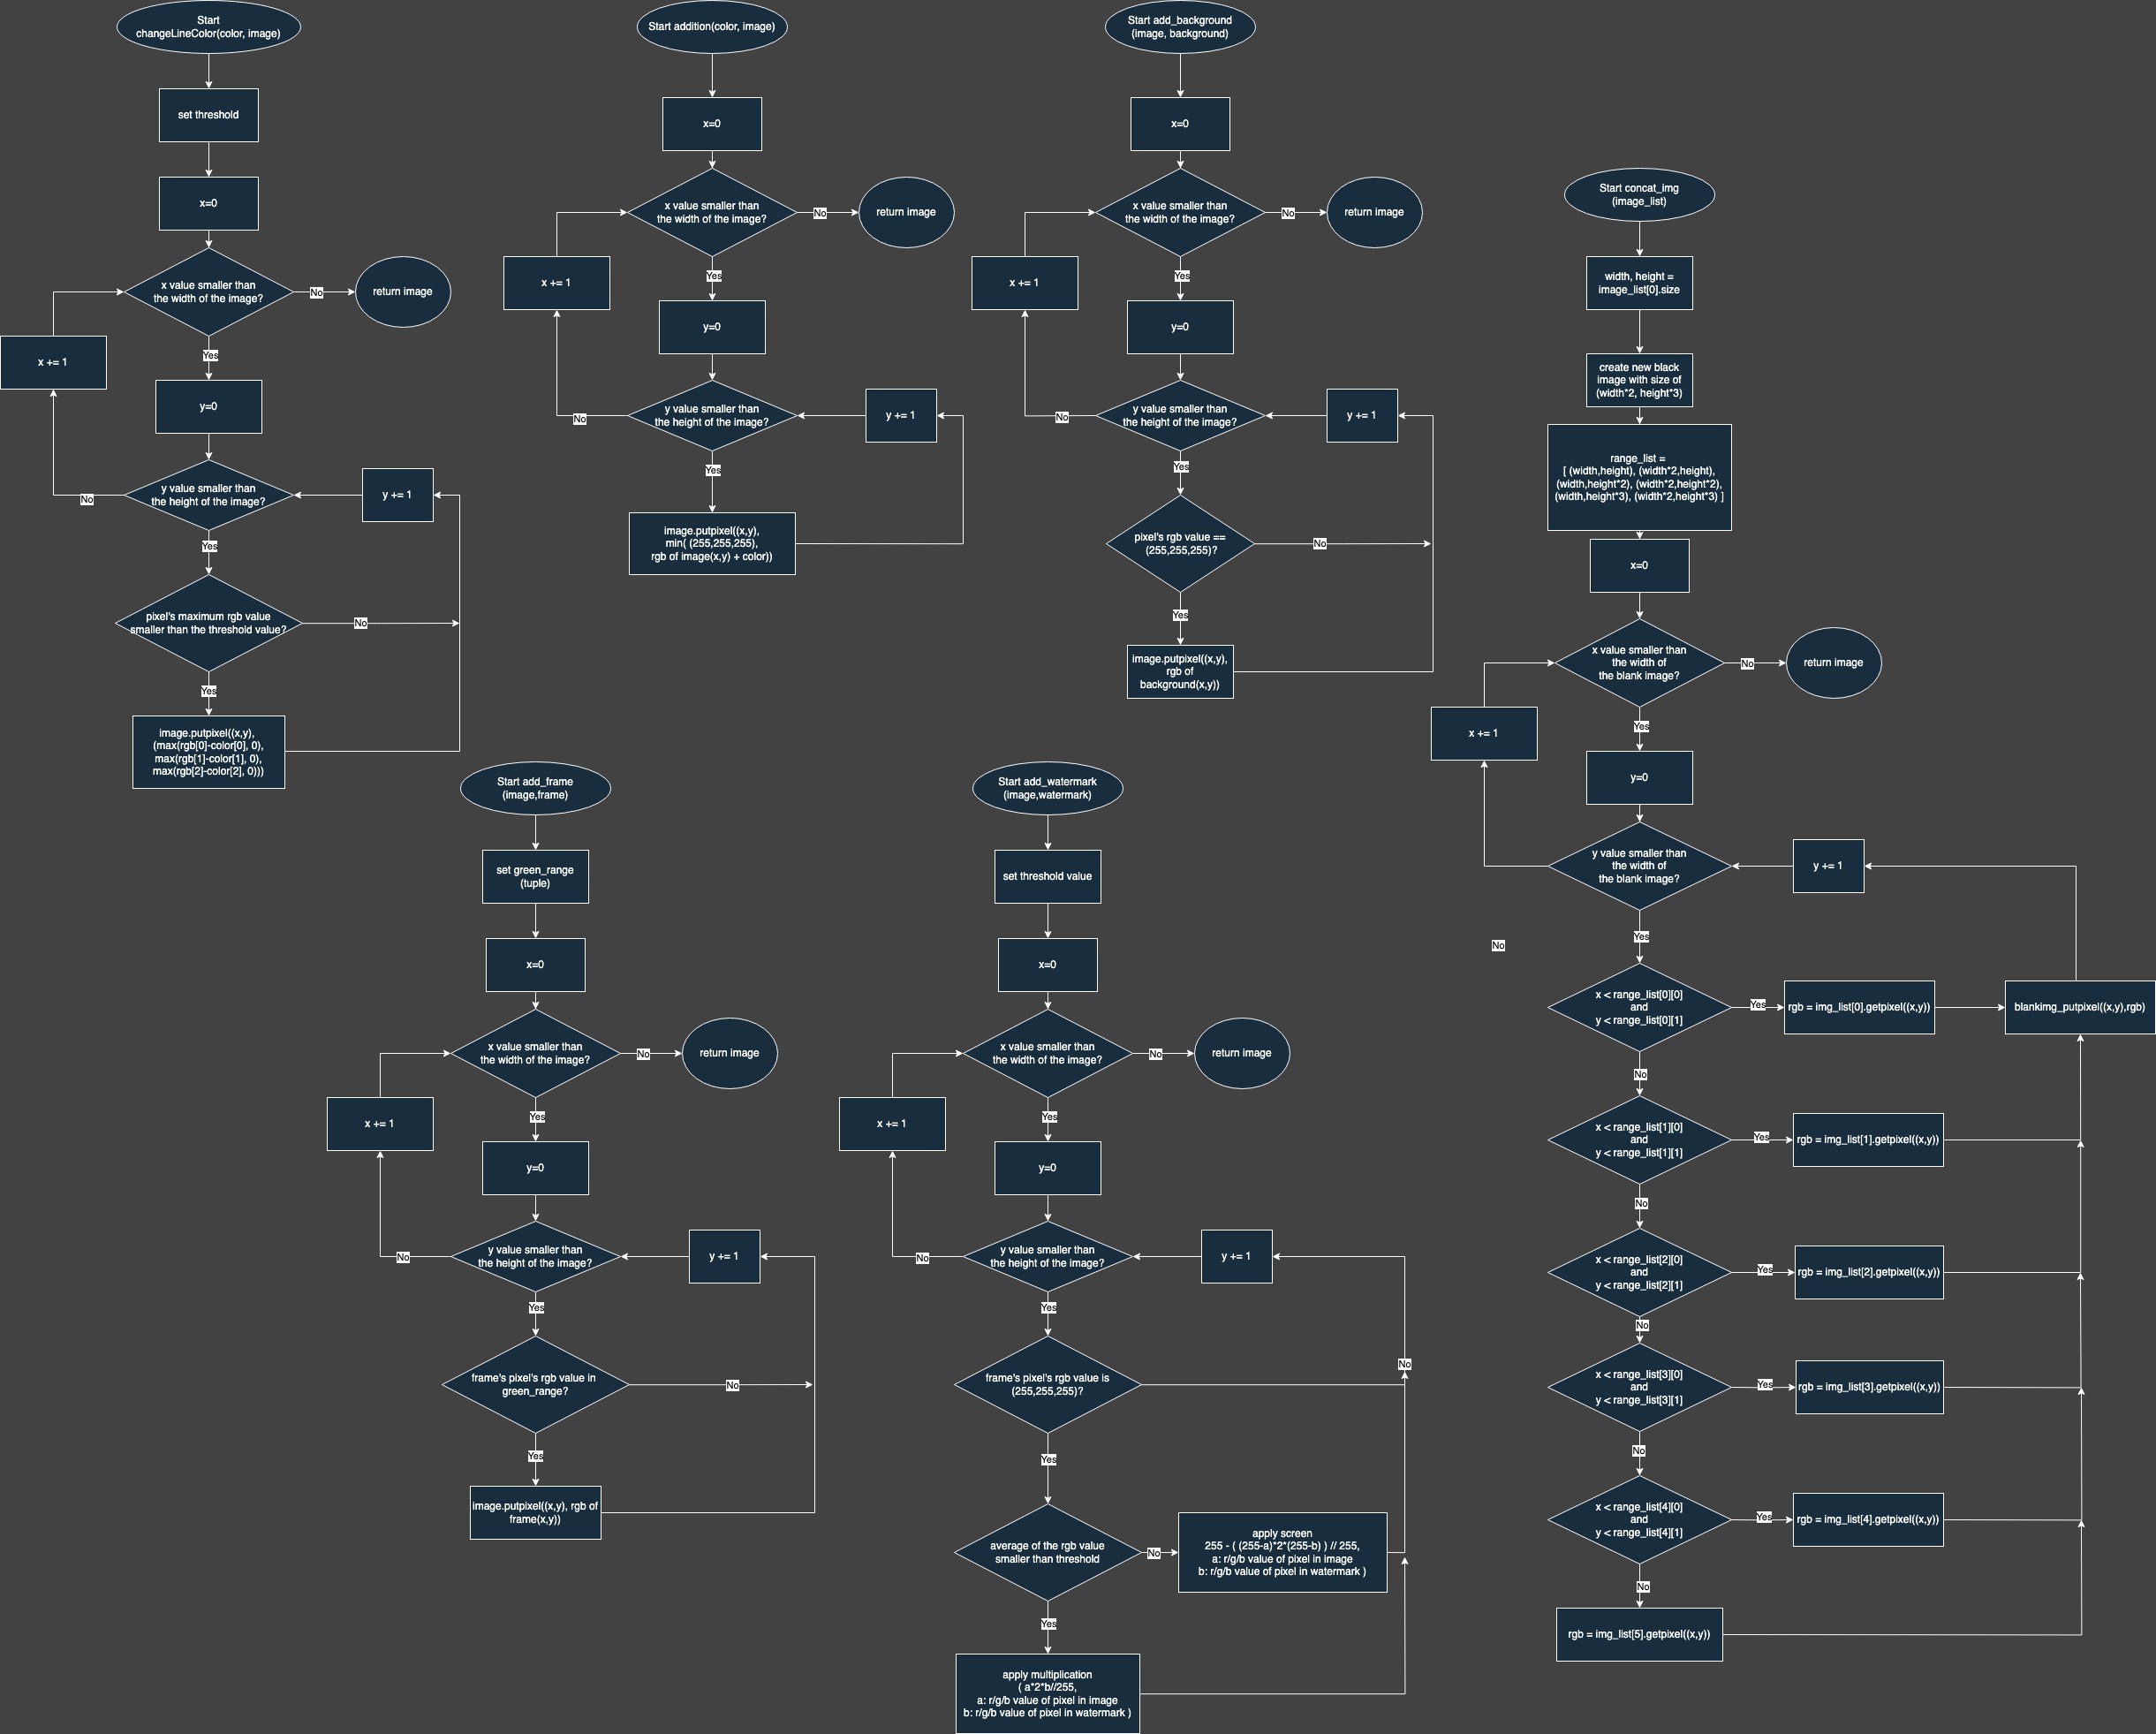 Start
changeLineColor(color, image)
set threshold
x=0
x value smaller than
the width of the image?
No
return image
x += 1
Yes
y=0
y value smaller than
the height of the image?
y += 1
No
Yes
pixel's maximum rgb value
smaller than the threshold value?
No
Yes
image.putpixel((x,y),
(max(rgb[0]-color[0], 0),
max(rgb[1]-color[1], 0),
max(rgb[2]-color[2], 0)))
Start addition(color, image)
x=0
x value smaller than
the width of the image?
No
return image
x += 1
Yes
y=0
y value smaller than
the height of the image?
y += 1
No
Yes
image.putpixel((x,y),
min( (255,255,255),
rgb of image(x,y) + color))
Start add_background
(image, background)
x=0
x value smaller than
the width of the image?
No
return image
x += 1
Yes
y=0
y value smaller than
the height of the image?
y += 1
No
Yes
pixel's rgb value ==
(255,255,255)?
No
Yes
image.putpixel((x,y),
rgb of
background(x,y))
Start concat_img
(image_list)
width, height =
image_list[0].size
create new black
image with size of
(width*2, height*3)
range_list =
[ (width,height), (width*2,height),
(width,height*2), (width*2,height*2),
(width,height*3), (width*2,height*3) ]
x=0
x value smaller than
the width of
the blank image?
No
return image
x += 1
Yes
y=0
y value smaller than
the width of
the blank image?
y += 1
No
Yes
x < range_list[0][0]
and
y < range_list[0][1]
Yes
rgb = img_list[0].getpixel((x,y))
blankimg_putpixel((x,y),rgb)
No
x < range_list[1][0]
and
y < range_list[1][1]
Yes
rgb = img_list[1].getpixel((x,y))
No
x < range_list[2][0]
and
y < range_list[2][1]
Yes
rgb = img_list[2].getpixel((x,y))
No
x < range_list[3][0]
and
y < range_list[3][1]
Yes
rgb = img_list[3].getpixel((x,y))
No
x < range_list[4][0]
and
y < range_list[4][1]
Yes
rgb = img_list[4].getpixel((x,y))
No
rgb = img_list[5].getpixel((x,y))
Start add_frame
(image,frame)
set green_range
(tuple)
x=0
x value smaller than
the width of the image?
No
return image
x += 1
Yes
y=0
y value smaller than
the height of the image?
y += 1
No
Yes
frame's pixel's rgb value in
green_range?
No
Yes
image.putpixel((x,y), rgb of
frame(x,y))
Start add_watermark
(image,watermark)
set threshold value
x=0
x value smaller than
the width of the image?
No
return image
x += 1
Yes
y=0
y value smaller than
the height of the image?
y += 1
No
Yes
frame's pixel's rgb value is
(255,255,255)?
No
Yes
average of the rgb value
smaller than threshold
No
apply screen
255 - ( (255-a)*2*(255-b) ) // 255,
a: r/g/b value of pixel in image
b: r/g/b value of pixel in watermark )
Yes
apply multiplication
( a*2*b//255,
a: r/g/b value of pixel in image
b: r/g/b value of pixel in watermark )